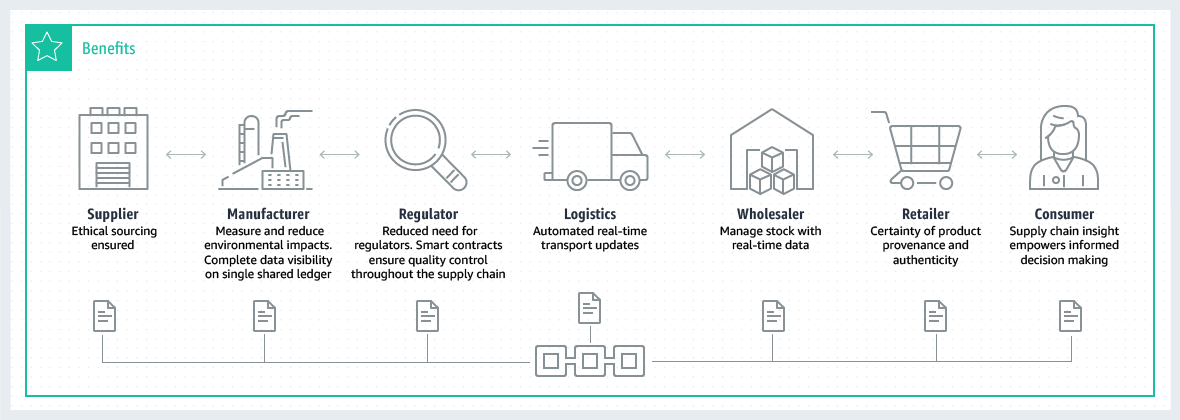 Benefits
Supplier
Ethical sourcing
ensured
Manufacturer
Measure and reduce
environmental impacts.
Complete data visibility
on single shared ledger
Regulator
Reduced need for
regulators. Smart contracts
ensure quality control
throughout the supply chain
Logistics
Automated real-time
transport updates
Wholesaler
Manage stock with
real-time data
Retailer
Certainty of product
provenance and
authenticity
Consumer
Supply chain insight
empowers informed
decision making